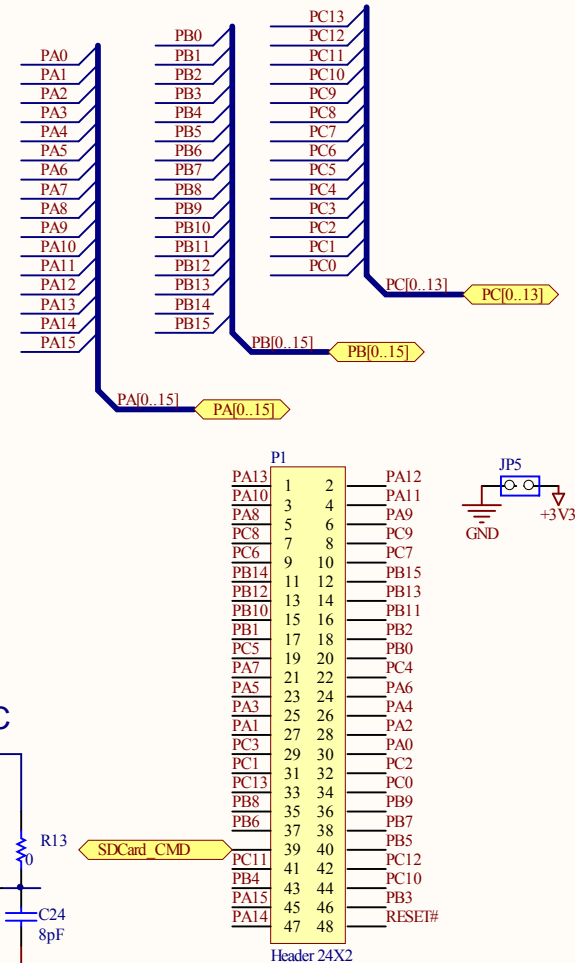 PA0
PA1
PA2
PA3
PA4
PA5
PA6
PA7
PA8
PA9
PA10
PA11
PA12
PA13
PA14
PA15
PA[0..15]
PA[0..15]
PB0
PB1
PB2
PB3
PB4
PB5
PB6
PB7
PB8
PB9
PB10
PB11
PB12
PB13
PB14
PB15
PB[0..15]
PB[0..15]
PC13
PC12
PC11
PC10
PC9
PC8
PC7
PC6
PC5
PC4
PC3
PC2
PC1
PC0
PC[0..13]
PC[0..13]
P1
PA13 1 2 PA12
PA10 3 4 PA11
PA8 5 6 PA9
PC8 7 8 PC9
PC6 9 10 PC7
PB14 11 12 PB15
PB12 13 14 PB13
PB10 15 16 PB11
PB1 17 18 PB2
PC5 19 20 PB0
PA7 21 22 PC4
PA5 23 24 PA6
PA3 25 26 PA4
PA1 27 28 PA2
PC3 29 30 PA0
PC1 31 32 PC2
PC13 33 34 PC0
PB8 35 36 PB9
PB6 37 38 PB7
SDCard_CMD 39 40 PB5
PC11 41 42 PC12
PB4 43 44 PC10
PA15 45 46 PB3
PA14 47 48 RESET#
Header 24X2
JP5
GND
+3V3
C
R13
0
C24
8pF